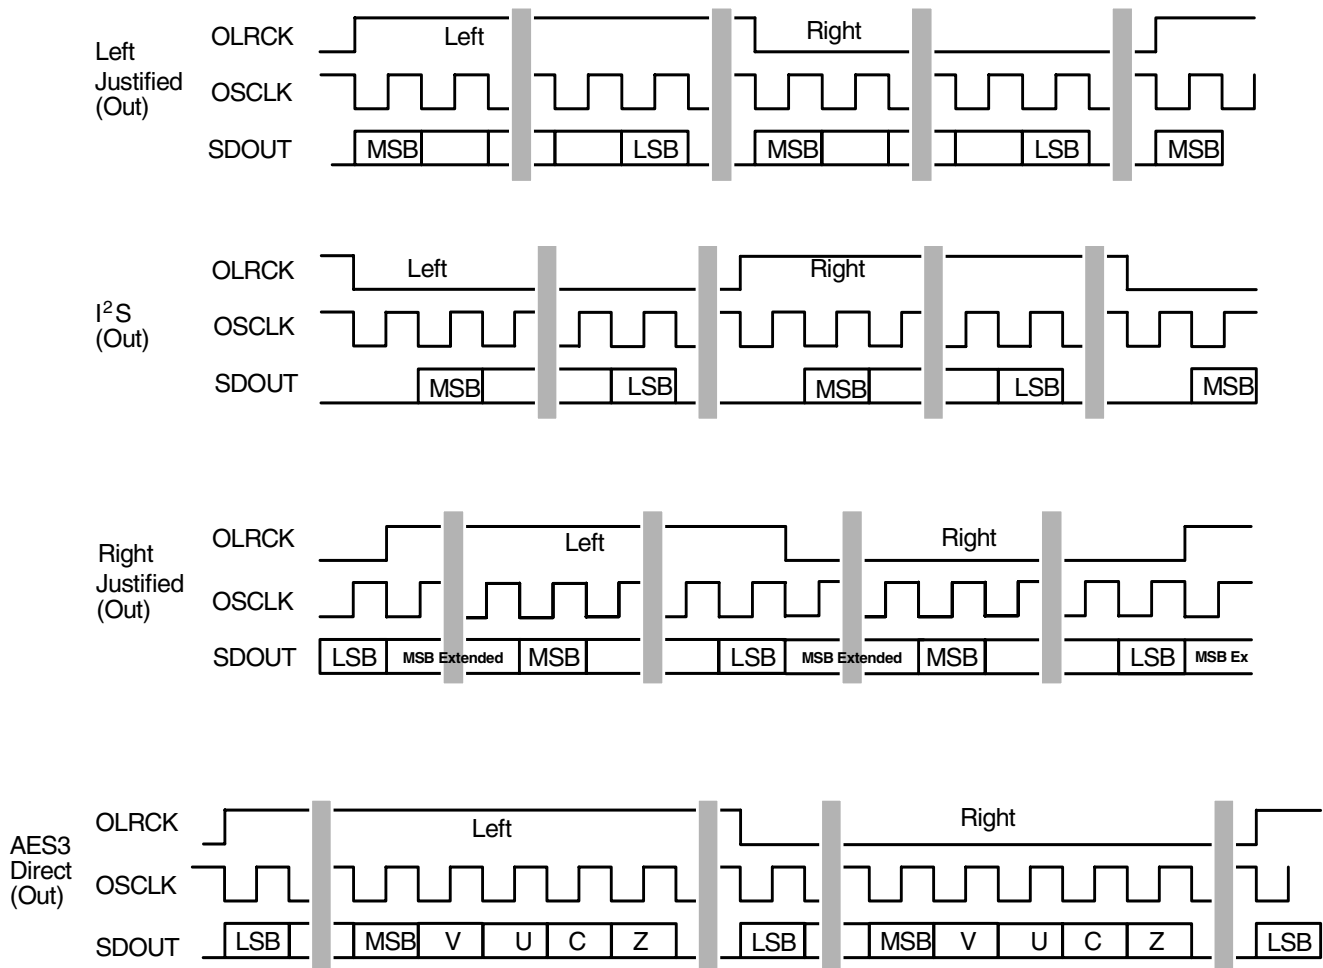 Left
Justified
(Out)
OLRCK
Left
Right
OSCLK
SDOUT
MSB
LSB
MSB
LSB
MSB
I²S
(Out)
OLRCK
Left
Right
OSCLK
SDOUT
MSB
LSB
MSB
LSB
MSB
Right
Justified
(Out)
OLRCK
Left
Right
OSCLK
SDOUT
LSB
MSB Extended
MSB
LSB
MSB Extended
MSB
LSB
MSB Ex
AES3
Direct
(Out)
OLRCK
Left
Right
OSCLK
SDOUT
LSB
MSB
V
U
C
Z
LSB
MSB
V
U
C
Z
LSB